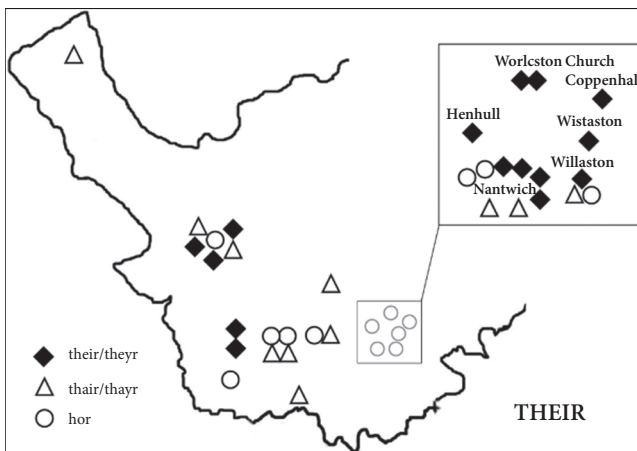 Worlcston Church
Coppenhal
Henhull
Wistaston
Willaston
Nantwich
their/theyr
thair/thayr
hor
THEIR